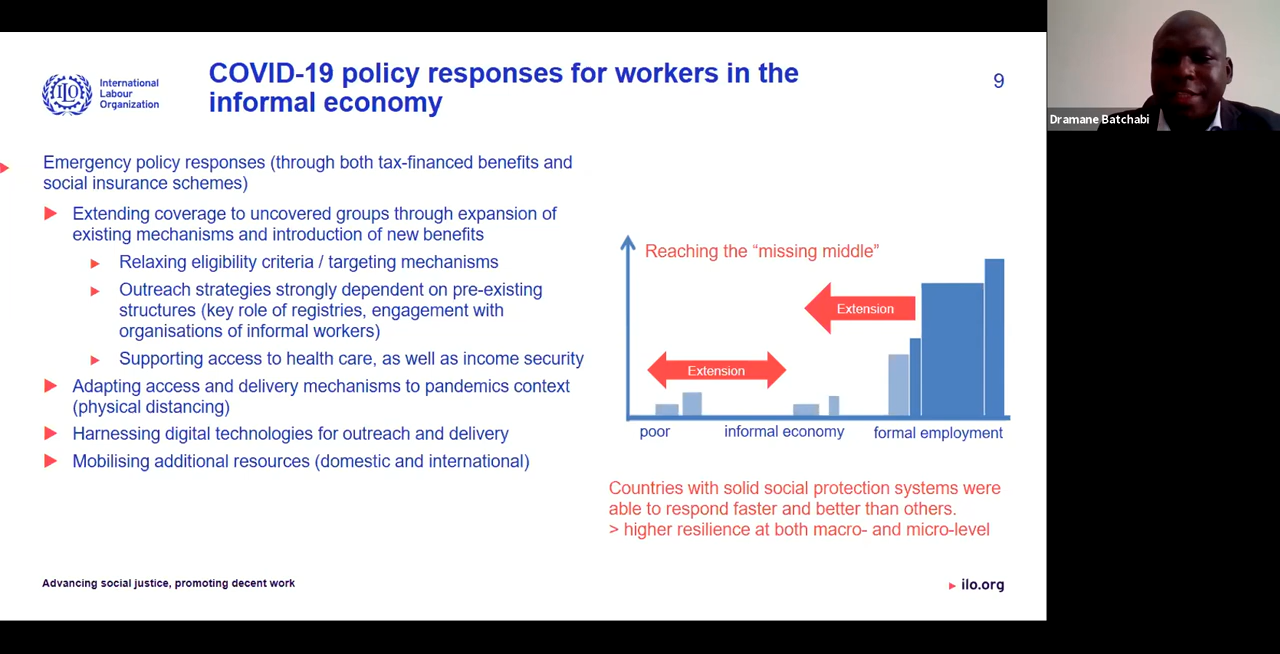 COVID-19 policy responses for workers in the
informal economy
9
International
Labour
Organization
ILO
Dramane Batchabi
Emergency policy responses (through both tax-financed benefits and
social insurance schemes)
Extending coverage to uncovered groups through expansion of
existing mechanisms and introduction of new benefits
Relaxing eligibility criteria / targeting mechanisms
Outreach strategies strongly dependent on pre-existing
structures (key role of registries, engagement with
organisations of informal workers)
Supporting access to health care, as well as income security
Adapting access and delivery mechanisms to pandemics context
(physical distancing)
Harnessing digital technologies for outreach and delivery
Mobilising additional resources (domestic and international)
Reaching the “missing middle”
Extension
Extension
poor
informal economy
formal employment
Countries with solid social protection systems were
able to respond faster and better than others.
> higher resilience at both macro- and micro-level
Advancing social justice, promoting decent work
ilo.org